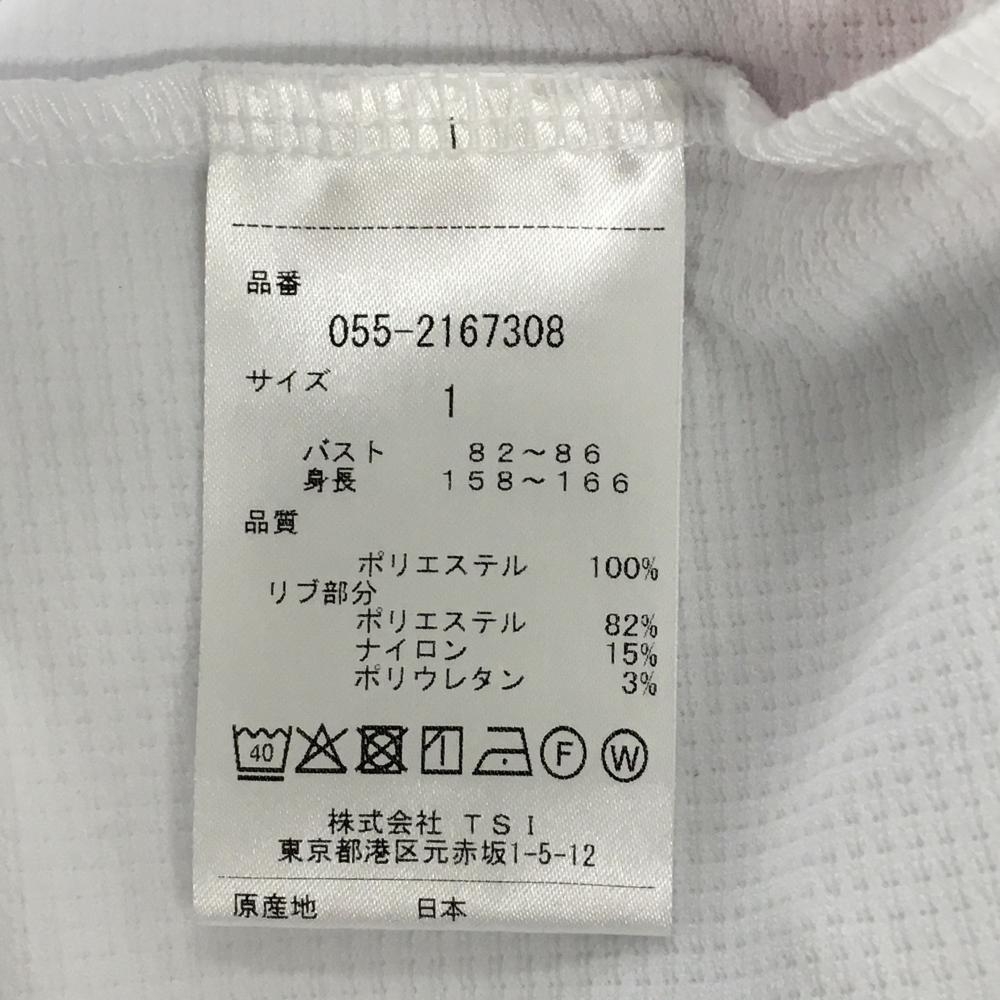 品番
055-2167308
サイズ
1
バスト 82~86
身長 158~166
品質
ポリエステル 100%
リブ部分
ポリエステル 82%
ナイロン 15%
ポリウレタン 3%
40 F W
株式会社 TSI
東京都港区元赤坂1-5-12
原産地 日本